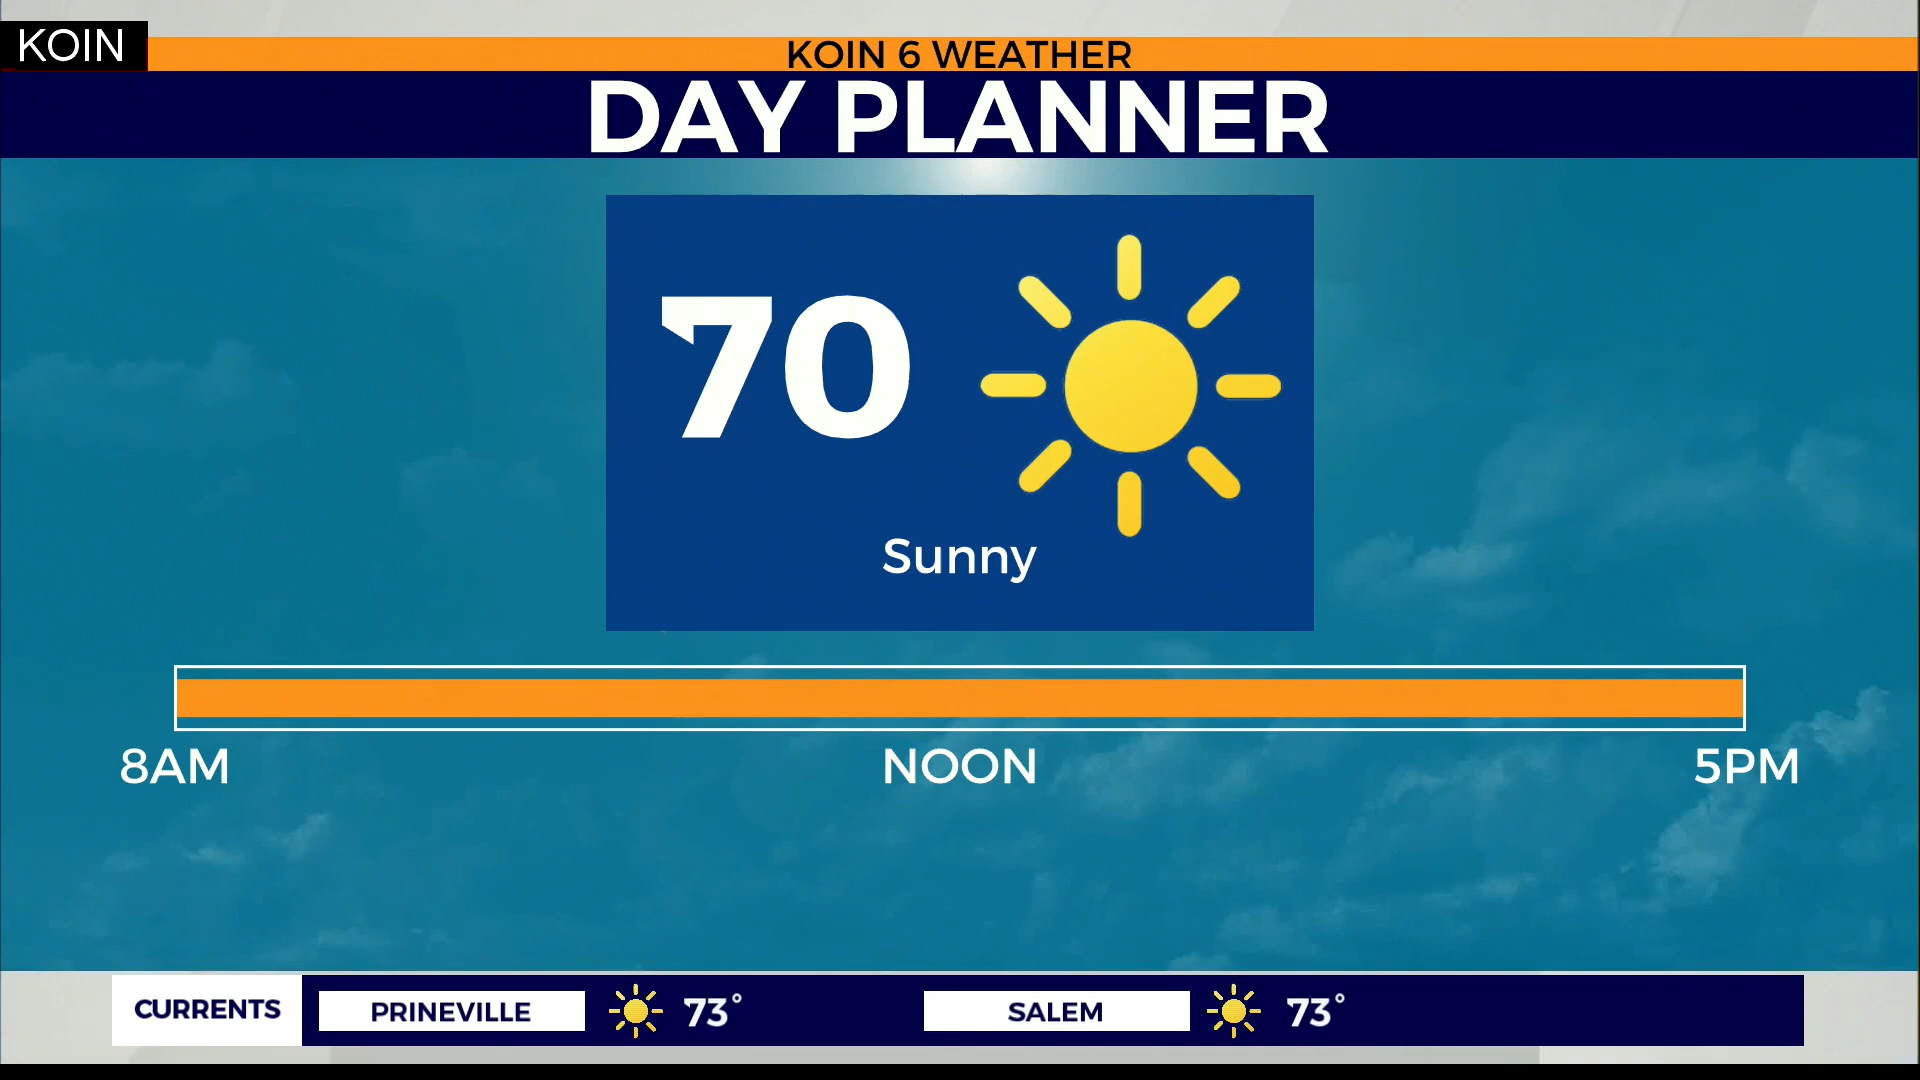 KOIN
KOIN 6 WEATHER
DAY PLANNER
70
Sunny
8AM NOON 5PM
CURRENTS PRINEVILLE 73° SALEM 73°